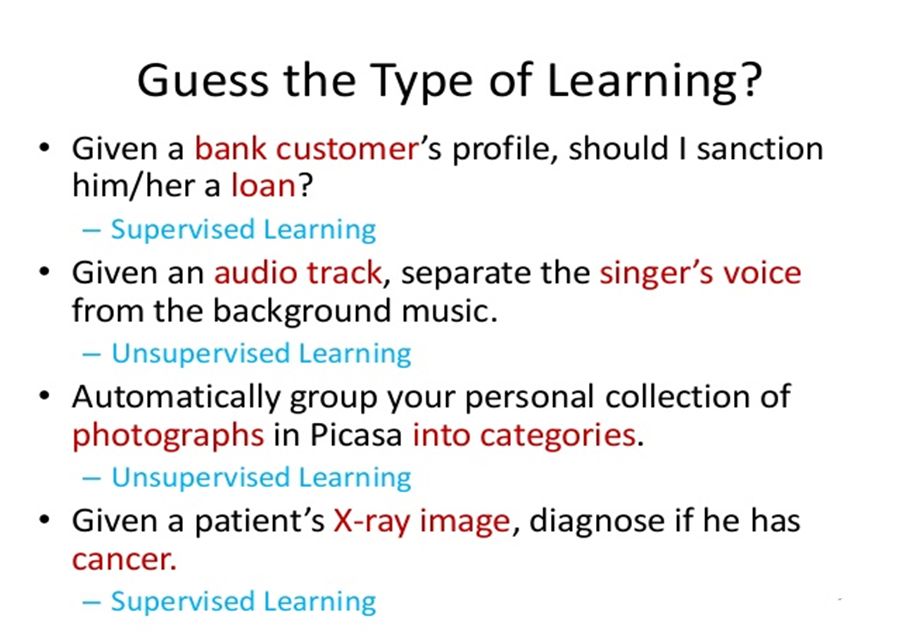 Guess the Type of Learning?
• Given a bank customer’s profile, should I sanction
him/her a loan?
– Supervised Learning
• Given an audio track, separate the singer’s voice
from the background music.
– Unsupervised Learning
• Automatically group your personal collection of
photographs in Picasa into categories.
– Unsupervised Learning
• Given a patient’s X-ray image, diagnose if he has
cancer.
– Supervised Learning